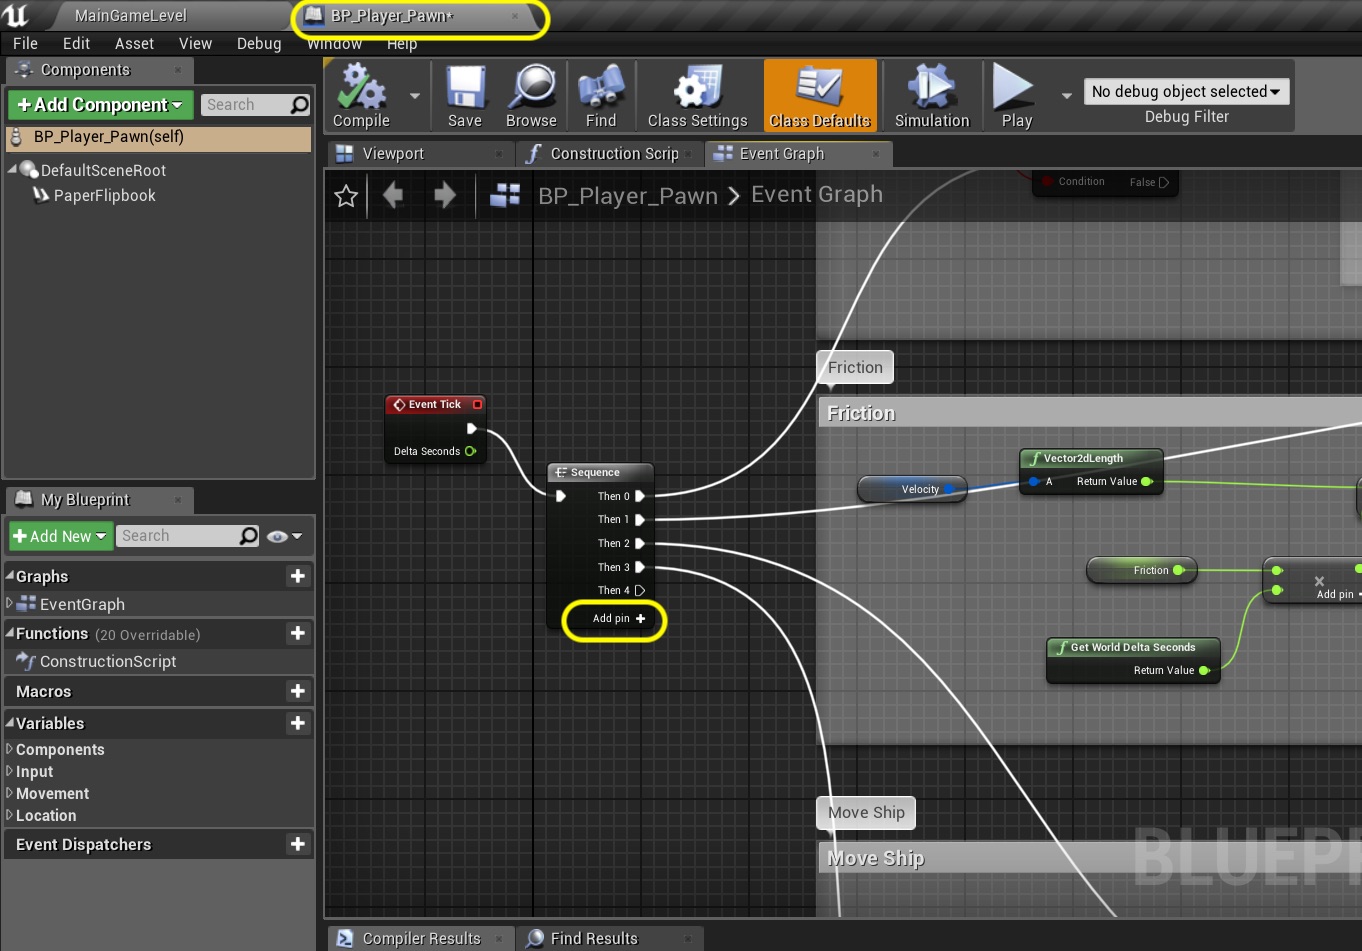 MainGameLevel
BP_Player_Pawn*
File Edit Asset View Debug Window Help
Components
+Add Component
Search
BP_Player_Pawn(self)
DefaultSceneRoot
PaperFlipbook
Compile
Save
Browse
Find
Class Settings
Class Defaults
Simulation
Play
No debug object selected
Debug Filter
Viewport
Construction Scrip
Event Graph
BP_Player_Pawn > Event Graph
Condition False
Friction
Friction
Event Tick
Delta Seconds
Sequence
Then 0
Then 1
Then 2
Then 3
Then 4
Add pin +
Velocity
Vector2dLength
A Return Value
Friction
Add pin
Get World Delta Seconds
Return Value
Move Ship
Move Ship
My Blueprint
+Add New
Search
Graphs
EventGraph
Functions (20 Overridable)
ConstructionScript
Macros
Variables
Components
Input
Movement
Location
Event Dispatchers
Compiler Results
Find Results